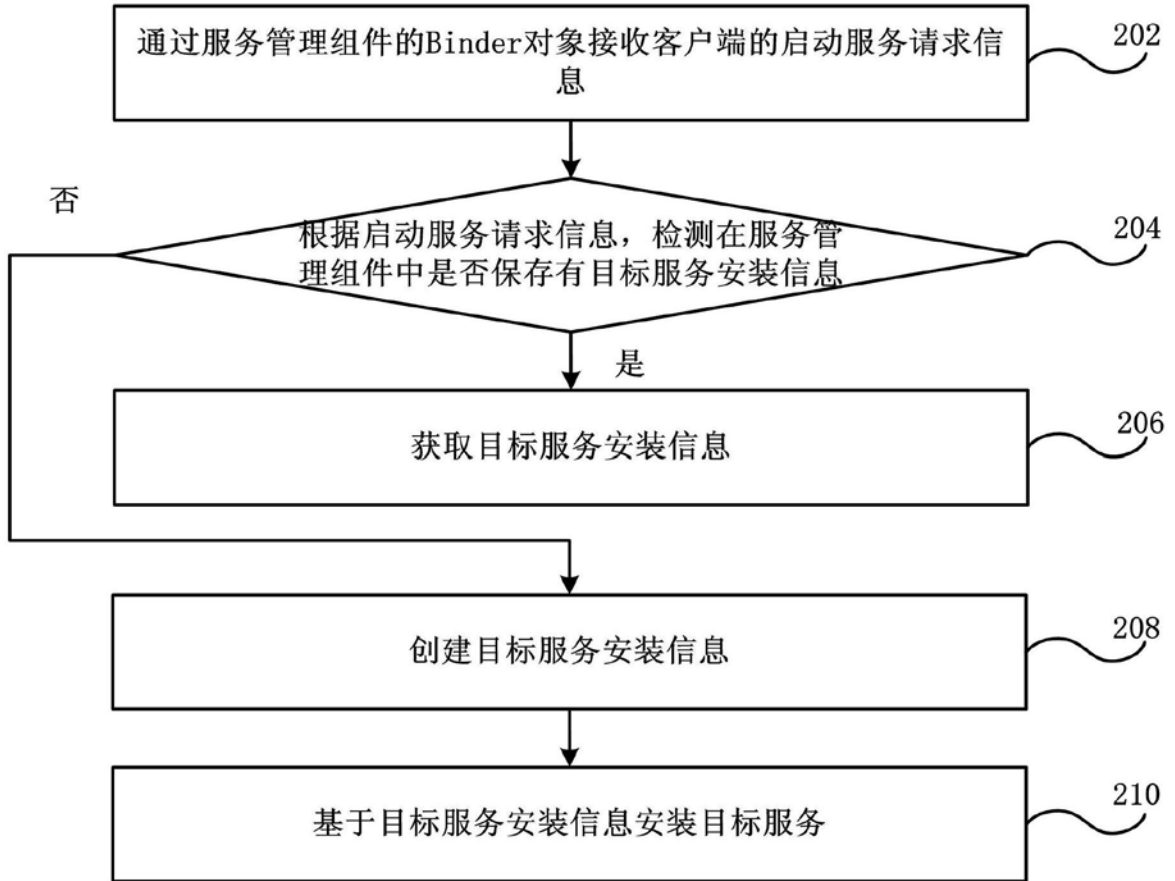 通过服务管理组件的Binder对象接收客户端的启动服务请求信
息
202
否
根据启动服务请求信息，检测在服务管
理组件中是否保存有目标服务安装信息
204
是
获取目标服务安装信息
206
创建目标服务安装信息
208
基于目标服务安装信息安装目标服务
210